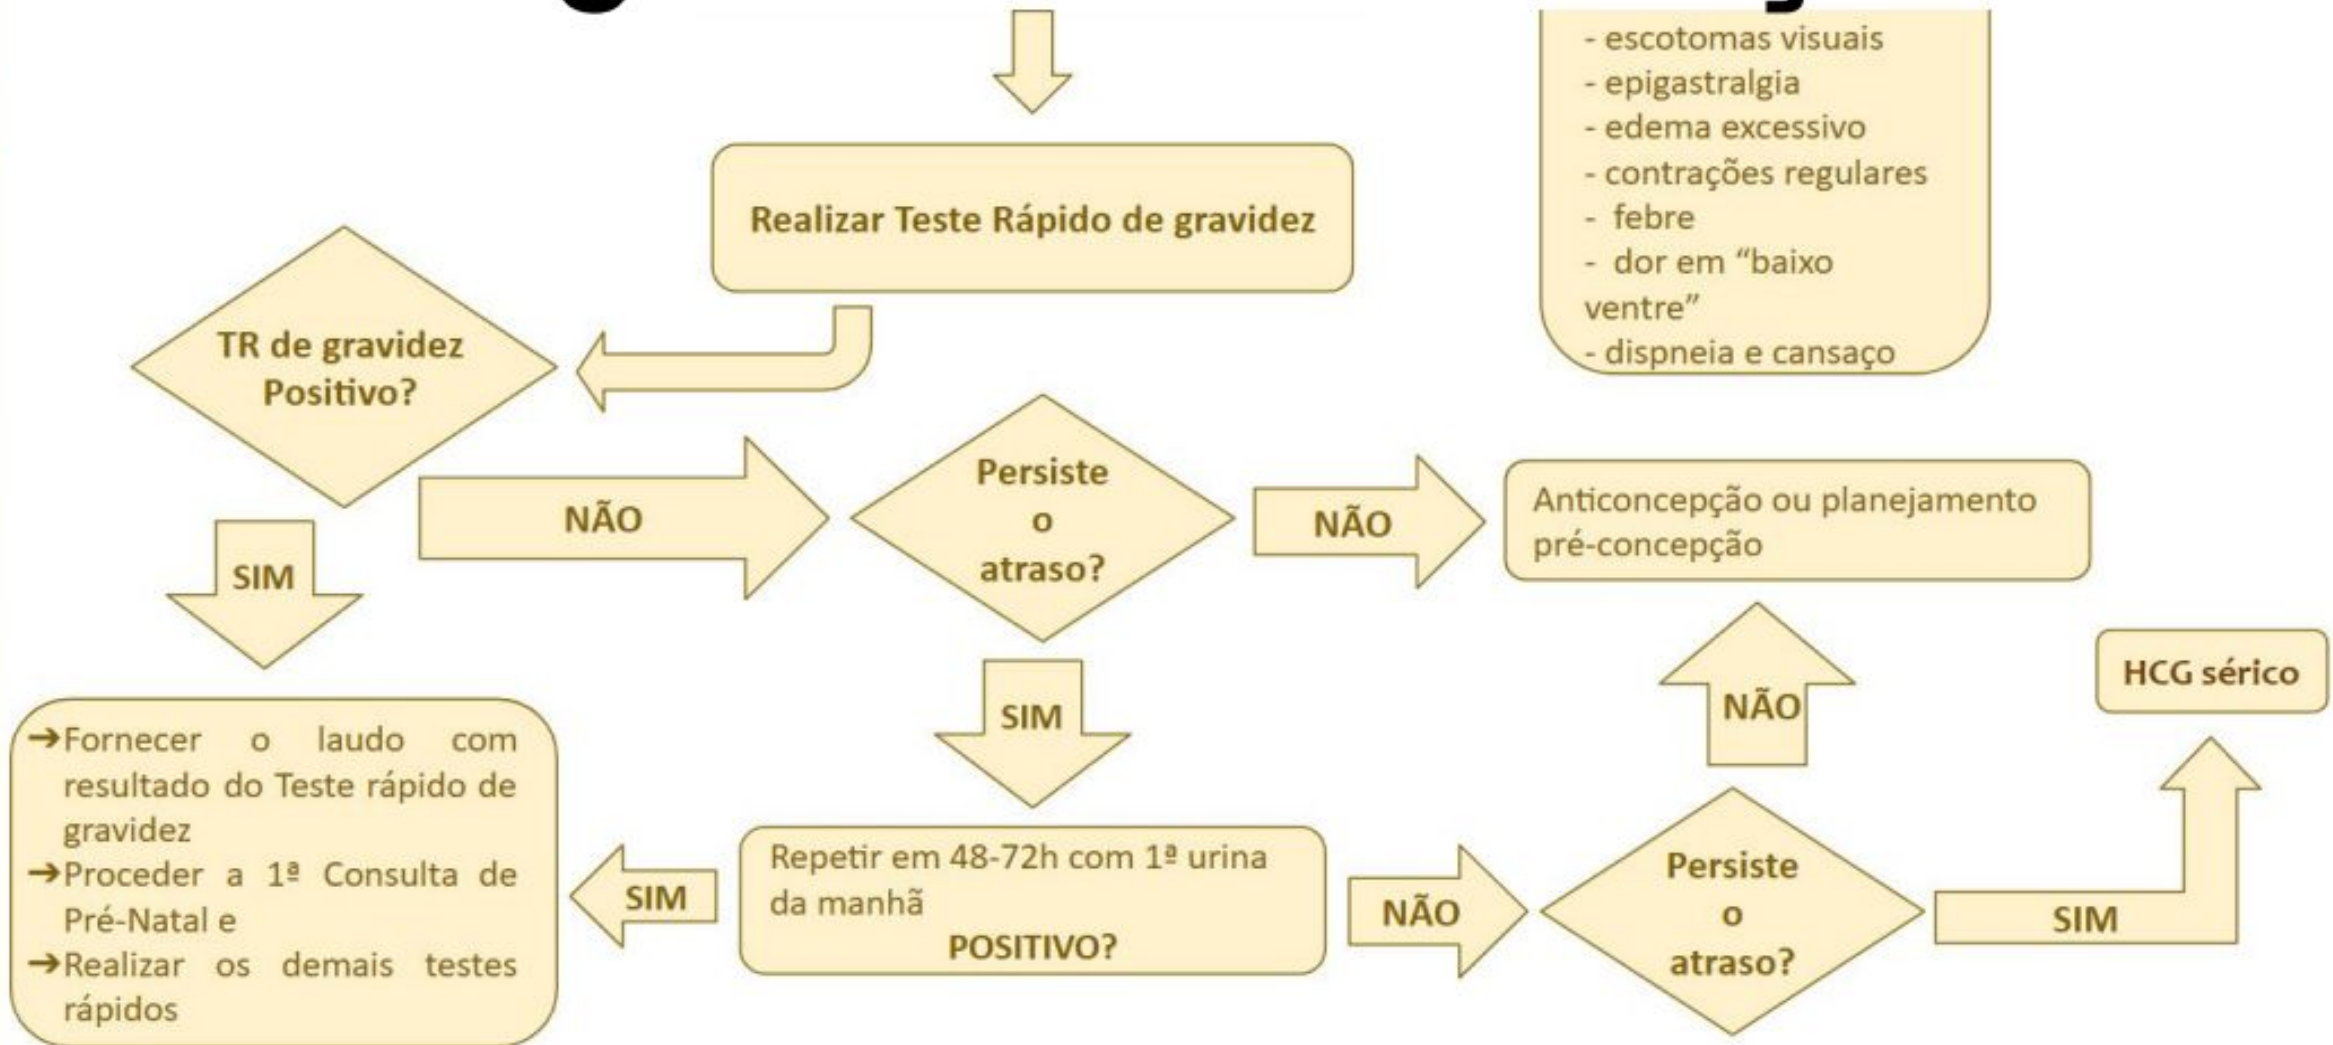 - escotomas visuais
- epigastralgia
- edema excessivo
- contrações regulares
- febre
- dor em “baixo
ventre”
- dispneia e cansaço
Realizar Teste Rápido de gravidez
TR de gravidez
Positivo?
NÃO
Persiste
o
atraso?
NÃO
Anticoncepção ou planejamento
pré-concepção
SIM
SIM
NÃO
HCG sérico
➔Fornecer o laudo com
resultado do Teste rápido de
gravidez
➔Proceder a 1ª Consulta de
Pré-Natal e
➔Realizar os demais testes
rápidos
SIM
Repetir em 48-72h com 1ª urina
da manhã
POSITIVO?
NÃO
Persiste
o
atraso?
SIM